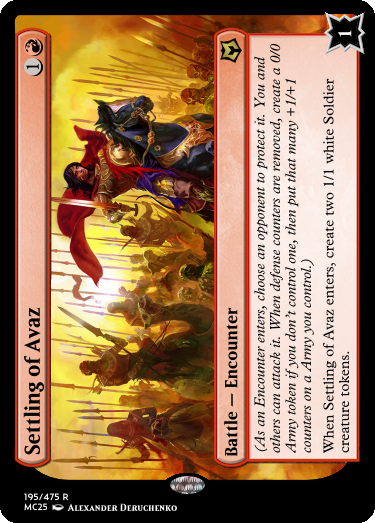 Settling of Avaz
1
Battle — Encounter
(As an Encounter enters, choose an opponent to protect it. You and
others can attack it. When defense counters are removed, create a 0/0
Army token if you don't control one, then put that many +1/+1
counters on a Army you control.)
When Settling of Avaz enters, create two 1/1 white Soldier
creature tokens.
1
195/475 R
MC25 Alexander Deruchenko